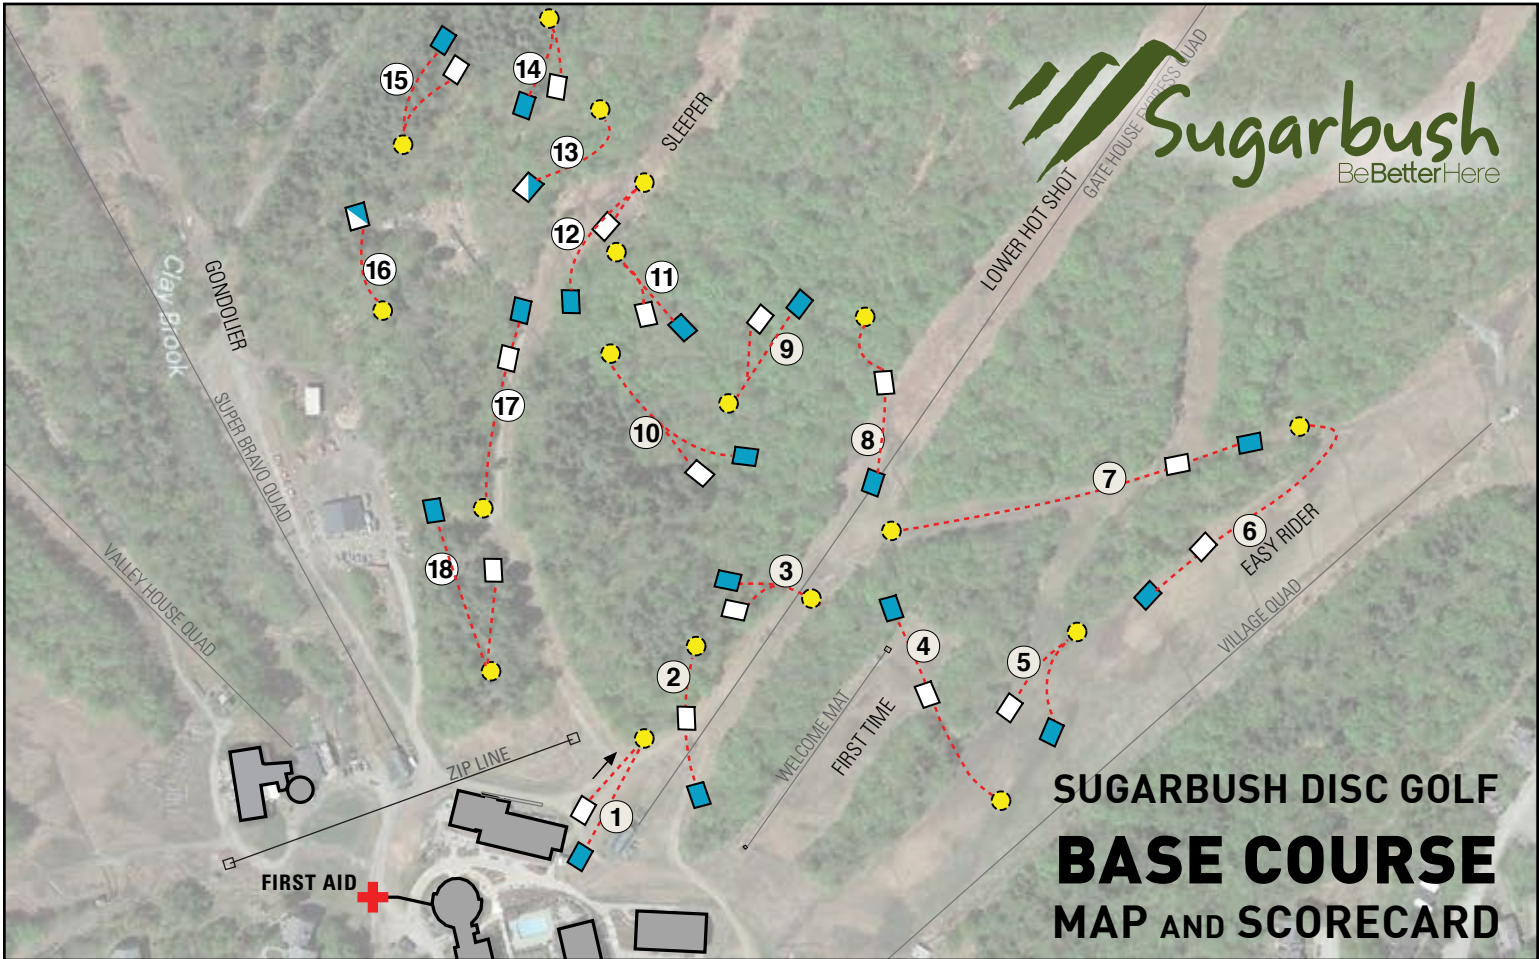 15
14
13
12
11
16
9
17
10
8
7
6
18
3
4
5
2
1
SLEEPER
GATE HOUSE EXPRESS QUAD
LOWER HOT SHOT
Sugarbush
BeBetterHere
Clay Brook
GONDOLIER
SUPER BRAVO QUAD
VALLEY HOUSE QUAD
EASY RIDER
VILLAGE QUAD
WELCOME MAT
FIRST TIME
ZIP LINE
FIRST AID
SUGARBUSH DISC GOLF
BASE COURSE
MAP AND SCORECARD